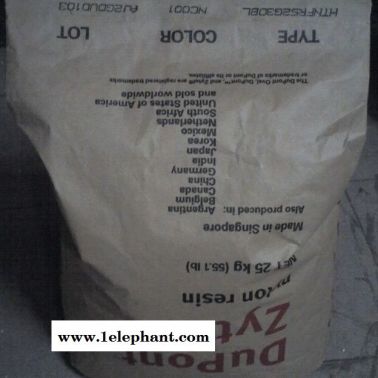 DuPont
Zyt
nylon resin
NET 25 kg (55.1 lb)
Made in Singapore
Also produced in: Argentina
Belgium
Canada
China
Germany
India
Japan
Korea
Mexico
Netherlands
South Africa
United States of America
and sold worldwide
The DuPont Oval, DuPont™, and Zytel® are registered trademarks
or trademarks of DuPont or its affiliates.
TYPE COLOR LOT
HTNFR52G30BL NC001
www.1elephant.com